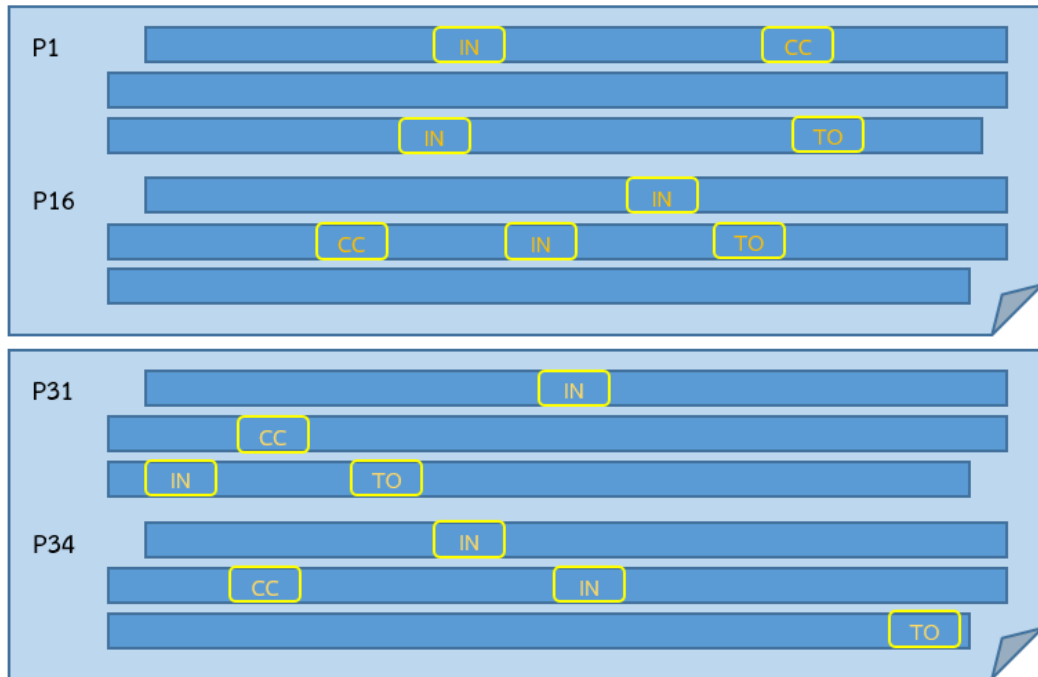 P1 IN CC
IN TO
P16 IN
CC IN TO
P31 IN
CC
IN TO
P34 IN
CC IN
TO